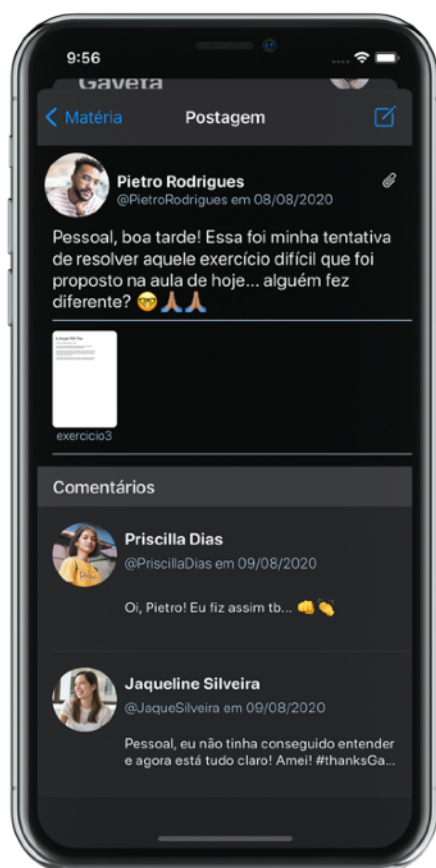 9:56
Gaveta
Matéria
Postagem
Pietro Rodrigues
@PietroRodrigues em 08/08/2020
Pessoal, boa tarde! Essa foi minha tentativa
de resolver aquele exercício difícil que foi
proposto na aula de hoje... alguém fez
diferente? 🤓🙏🏽🙏🏽
exercicio3
Comentários
Priscilla Dias
@PriscillaDias em 09/08/2020
Oi, Pietro! Eu fiz assim tb... 👊👏
Jaqueline Silveira
@JaqueSilveira em 09/08/2020
Pessoal, eu não tinha conseguido entender
e agora está tudo claro! Amei! #thanksGa...